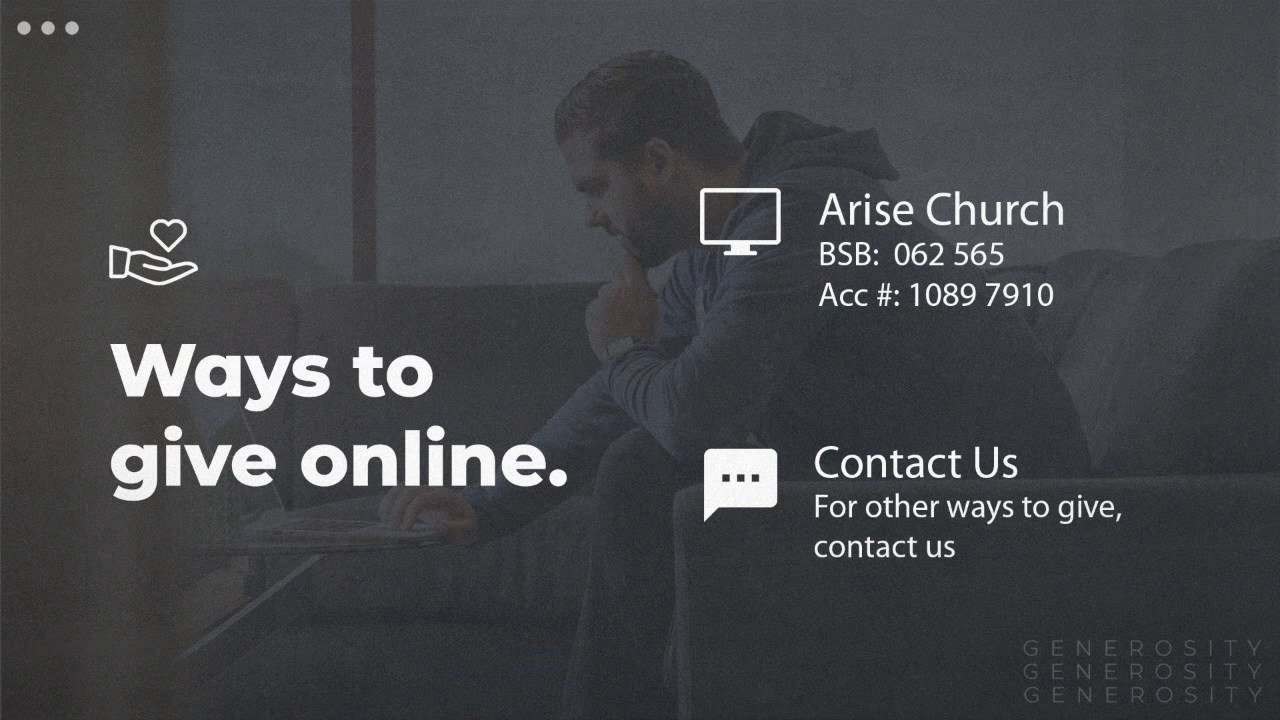 Ways to
give online.
Arise Church
BSB:  062 565
Acc #: 1089 7910
Contact Us
For other ways to give,
contact us
GENEROSITY
GENEROSITY
GENEROSITY